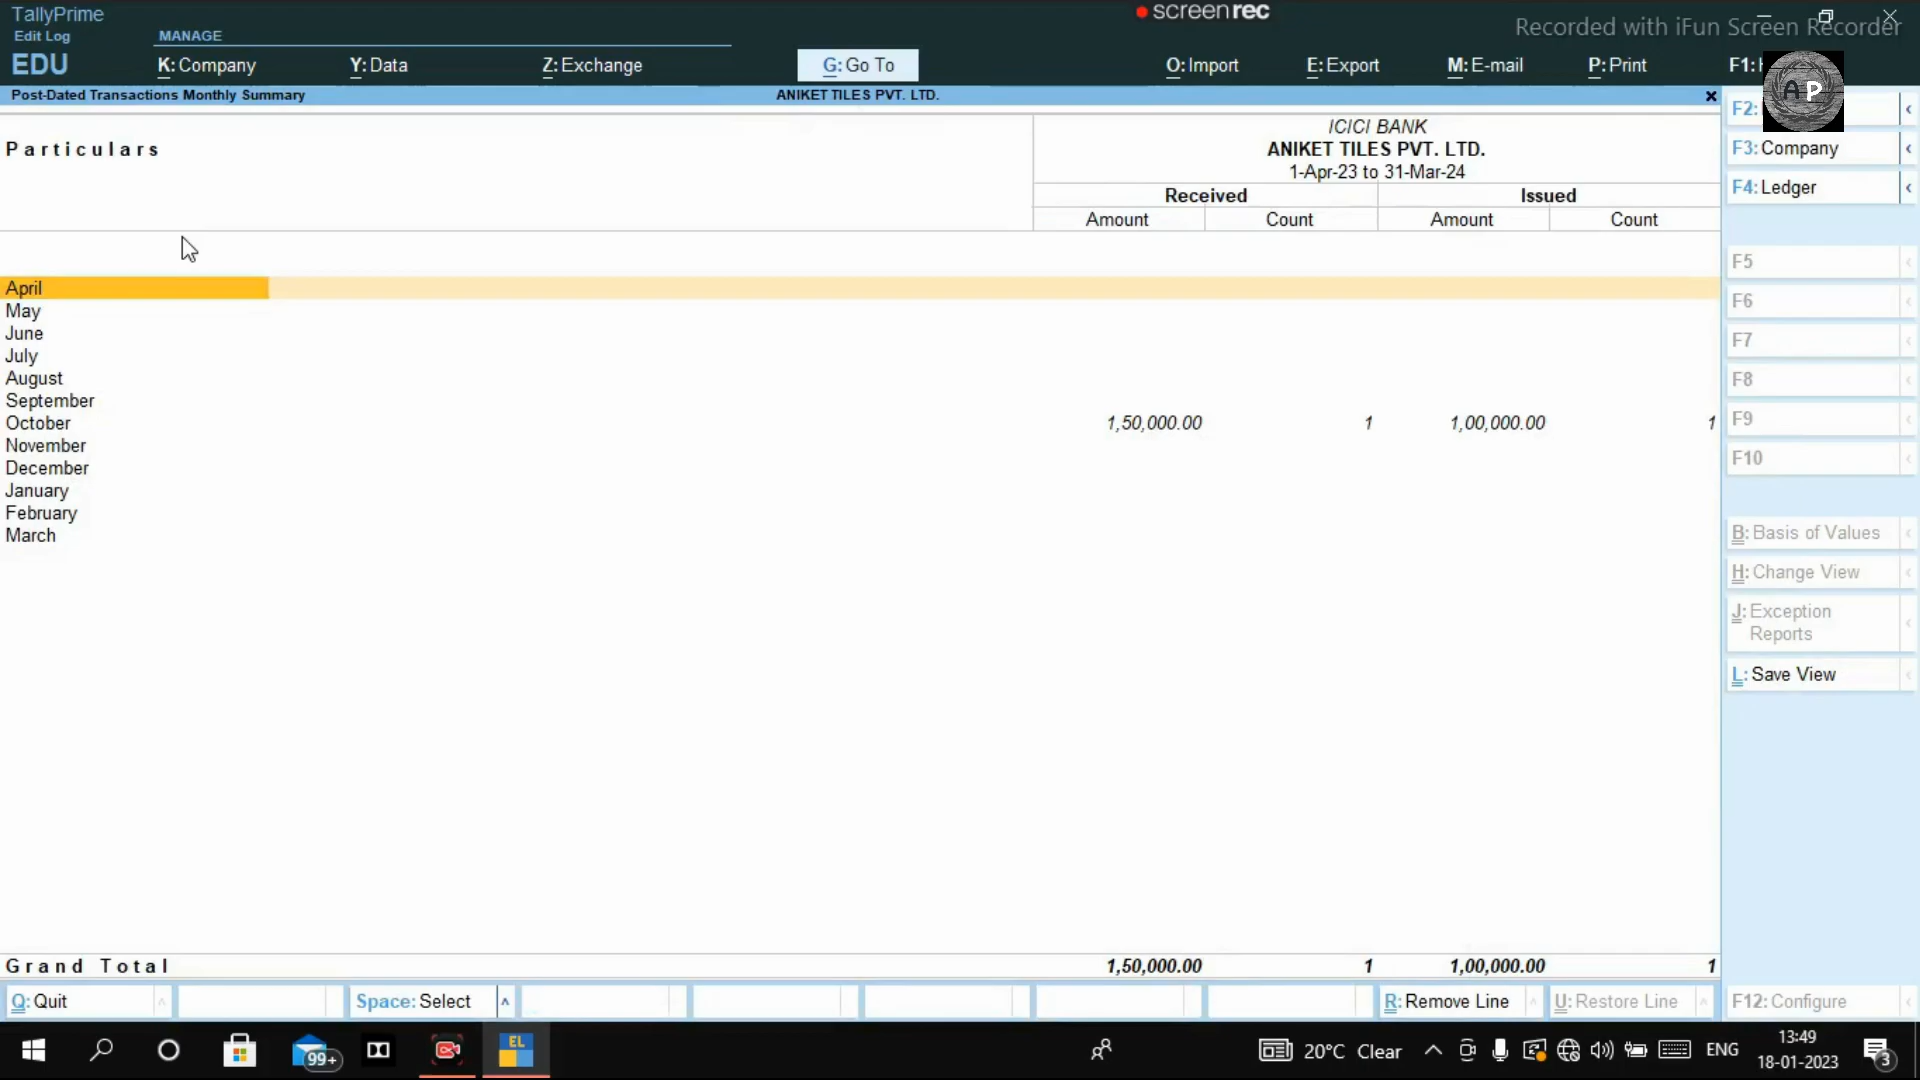 TallyPrime
Edit Log
EDU
MANAGE
K: Company
Y: Data
Z: Exchange
G: Go To
O: Import
E: Export
M: E-mail
P: Print
F1:
screenrec
Recorded with iFun Screen Recorder
AP
Post-Dated Transactions Monthly Summary
ANIKET TILES PVT. LTD.
x
Particulars
ICICI BANK
ANIKET TILES PVT. LTD.
1-Apr-23 to 31-Mar-24
Received Issued
Amount Count Amount Count
April
May
June
July
August
September
October 1,50,000.00 1 1,00,000.00 1
November
December
January
February
March
Grand Total 1,50,000.00 1 1,00,000.00 1
F2:
F3: Company
F4: Ledger
F5
F6
F7
F8
F9
F10
B: Basis of Values
H: Change View
J: Exception
Reports
L: Save View
Q: Quit
Space: Select
R: Remove Line
U: Restore Line
F12: Configure
99+
EL
20°C Clear
ENG
13:49
18-01-2023
3